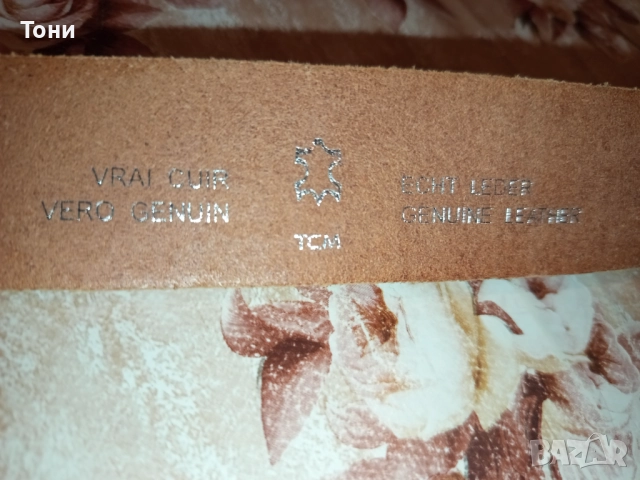 Тони
VRAI CUIR
VERO GENUIN
TCM
ECHT LEDER
GENUINE LEATHER
BAZAR